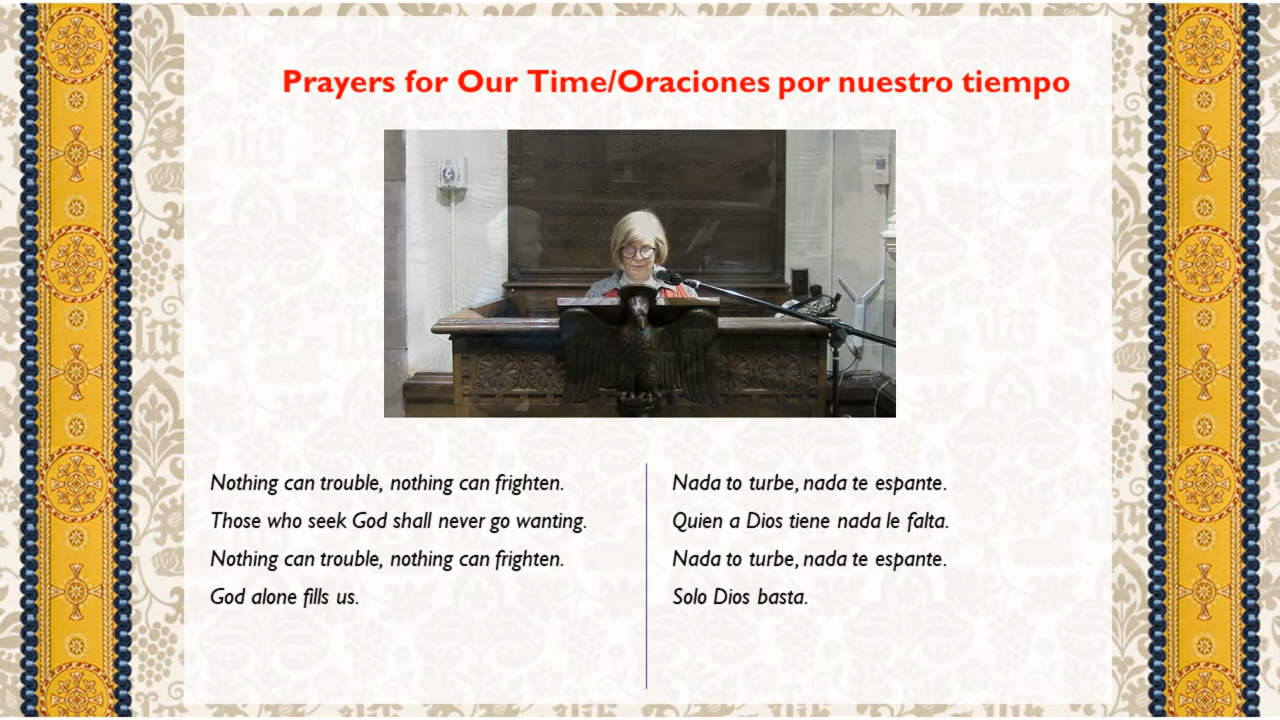 Prayers for Our Time/Oraciones por nuestro tiempo
Nothing can trouble, nothing can frighten.
Those who seek God shall never go wanting.
Nothing can trouble, nothing can frighten.
God alone fills us.
Nada to turbe, nada te espante.
Quien a Dios tiene nada le falta.
Nada to turbe, nada te espante.
Solo Dios basta.